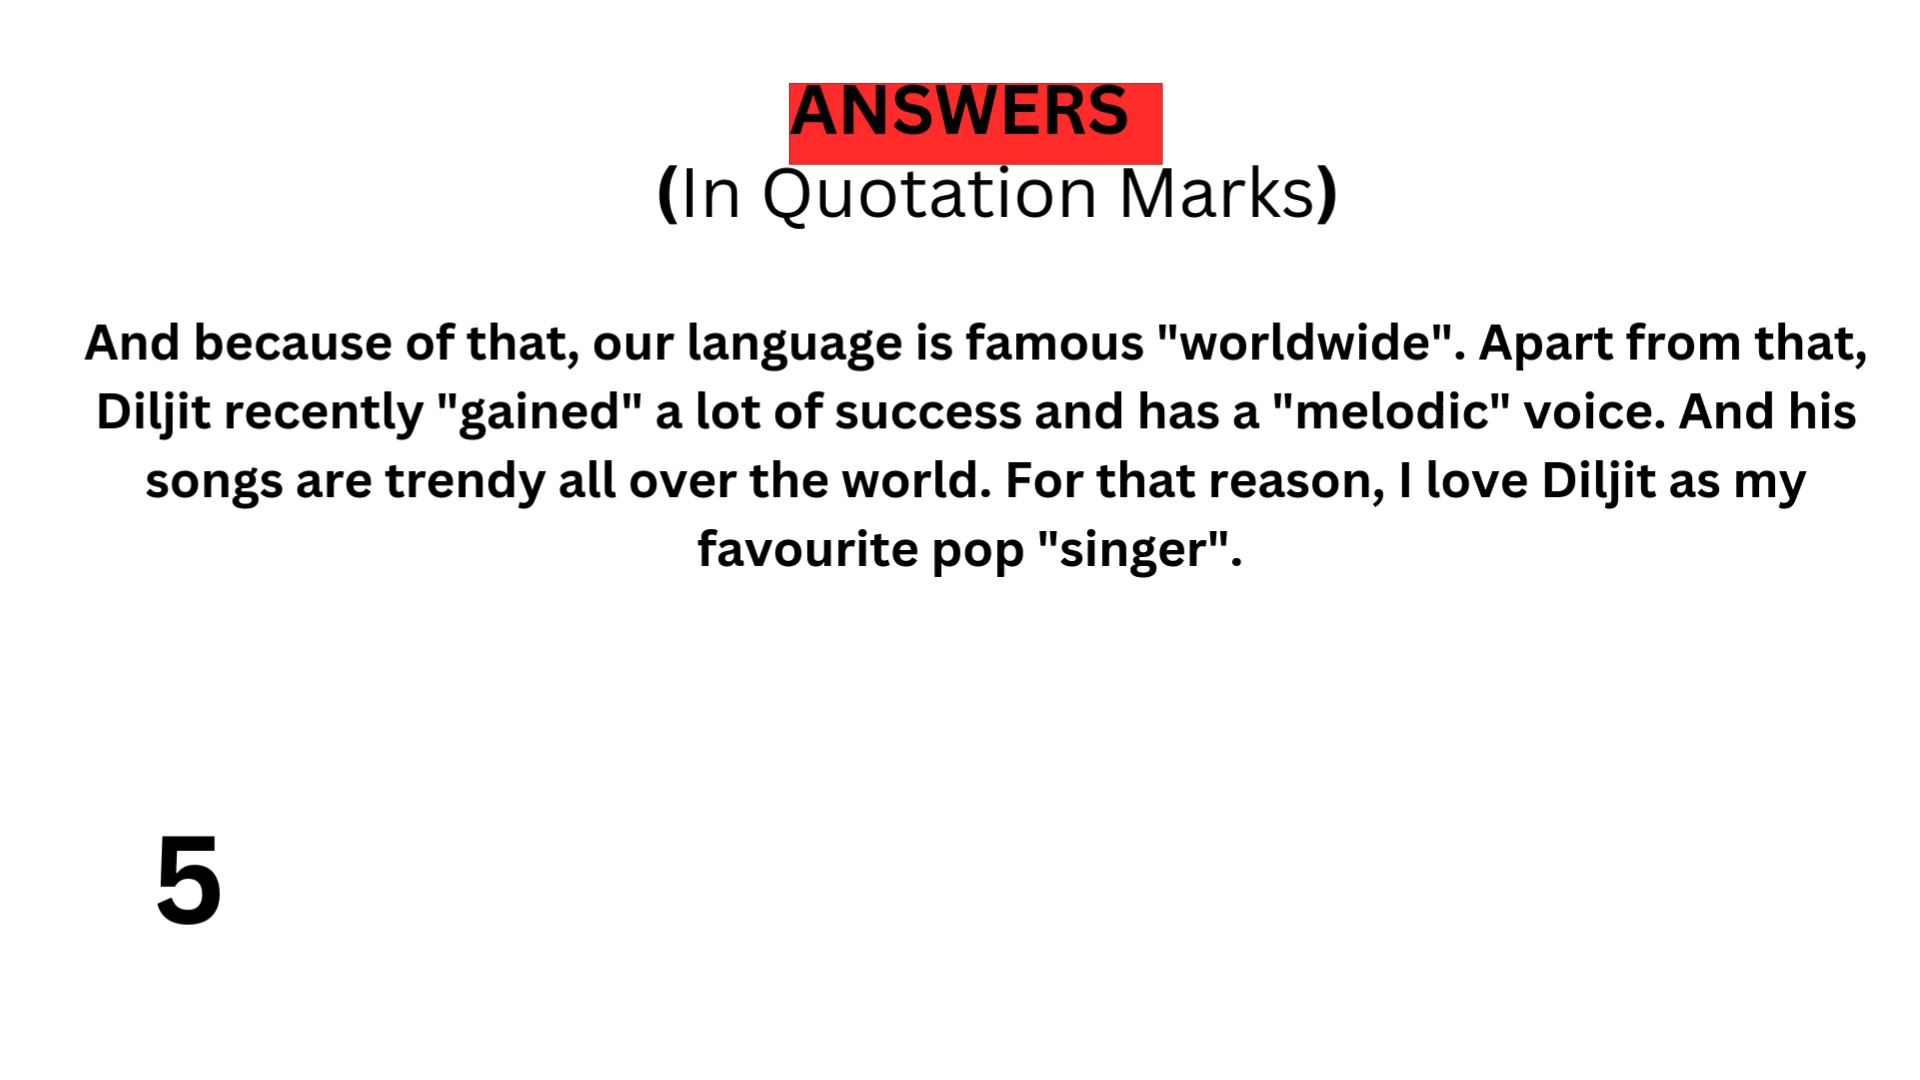 ANSWERS
(In Quotation Marks)
And because of that, our language is famous "worldwide". Apart from that,
Diljit recently "gained" a lot of success and has a "melodic" voice. And his
songs are trendy all over the world. For that reason, I love Diljit as my
favourite pop "singer".
5